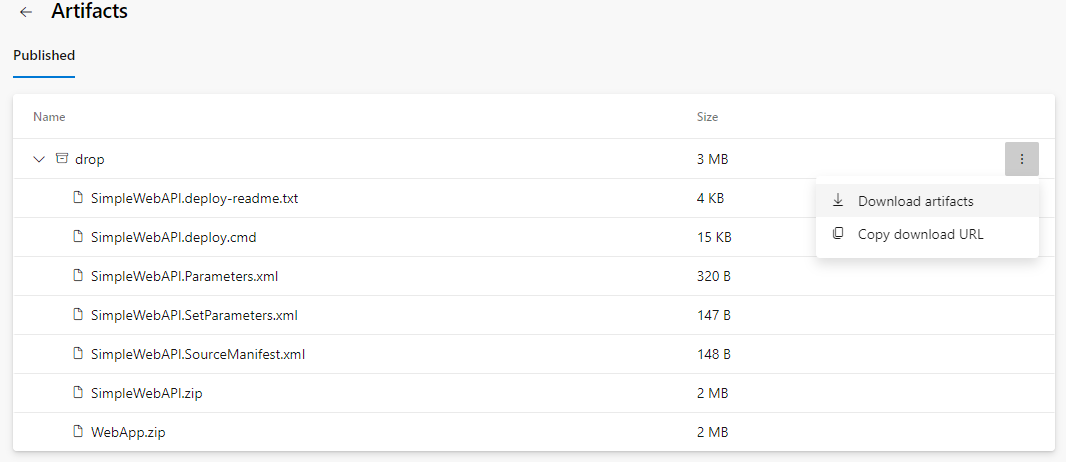 Artifacts
Published
Name Size
drop 3 MB
SimpleWebAPI.deploy-readme.txt 4 KB
Download artifacts
SimpleWebAPI.deploy.cmd 15 KB
Copy download URL
SimpleWebAPI.Parameters.xml 320 B
SimpleWebAPI.SetParameters.xml 147 B
SimpleWebAPI.SourceManifest.xml 148 B
SimpleWebAPI.zip 2 MB
WebApp.zip 2 MB